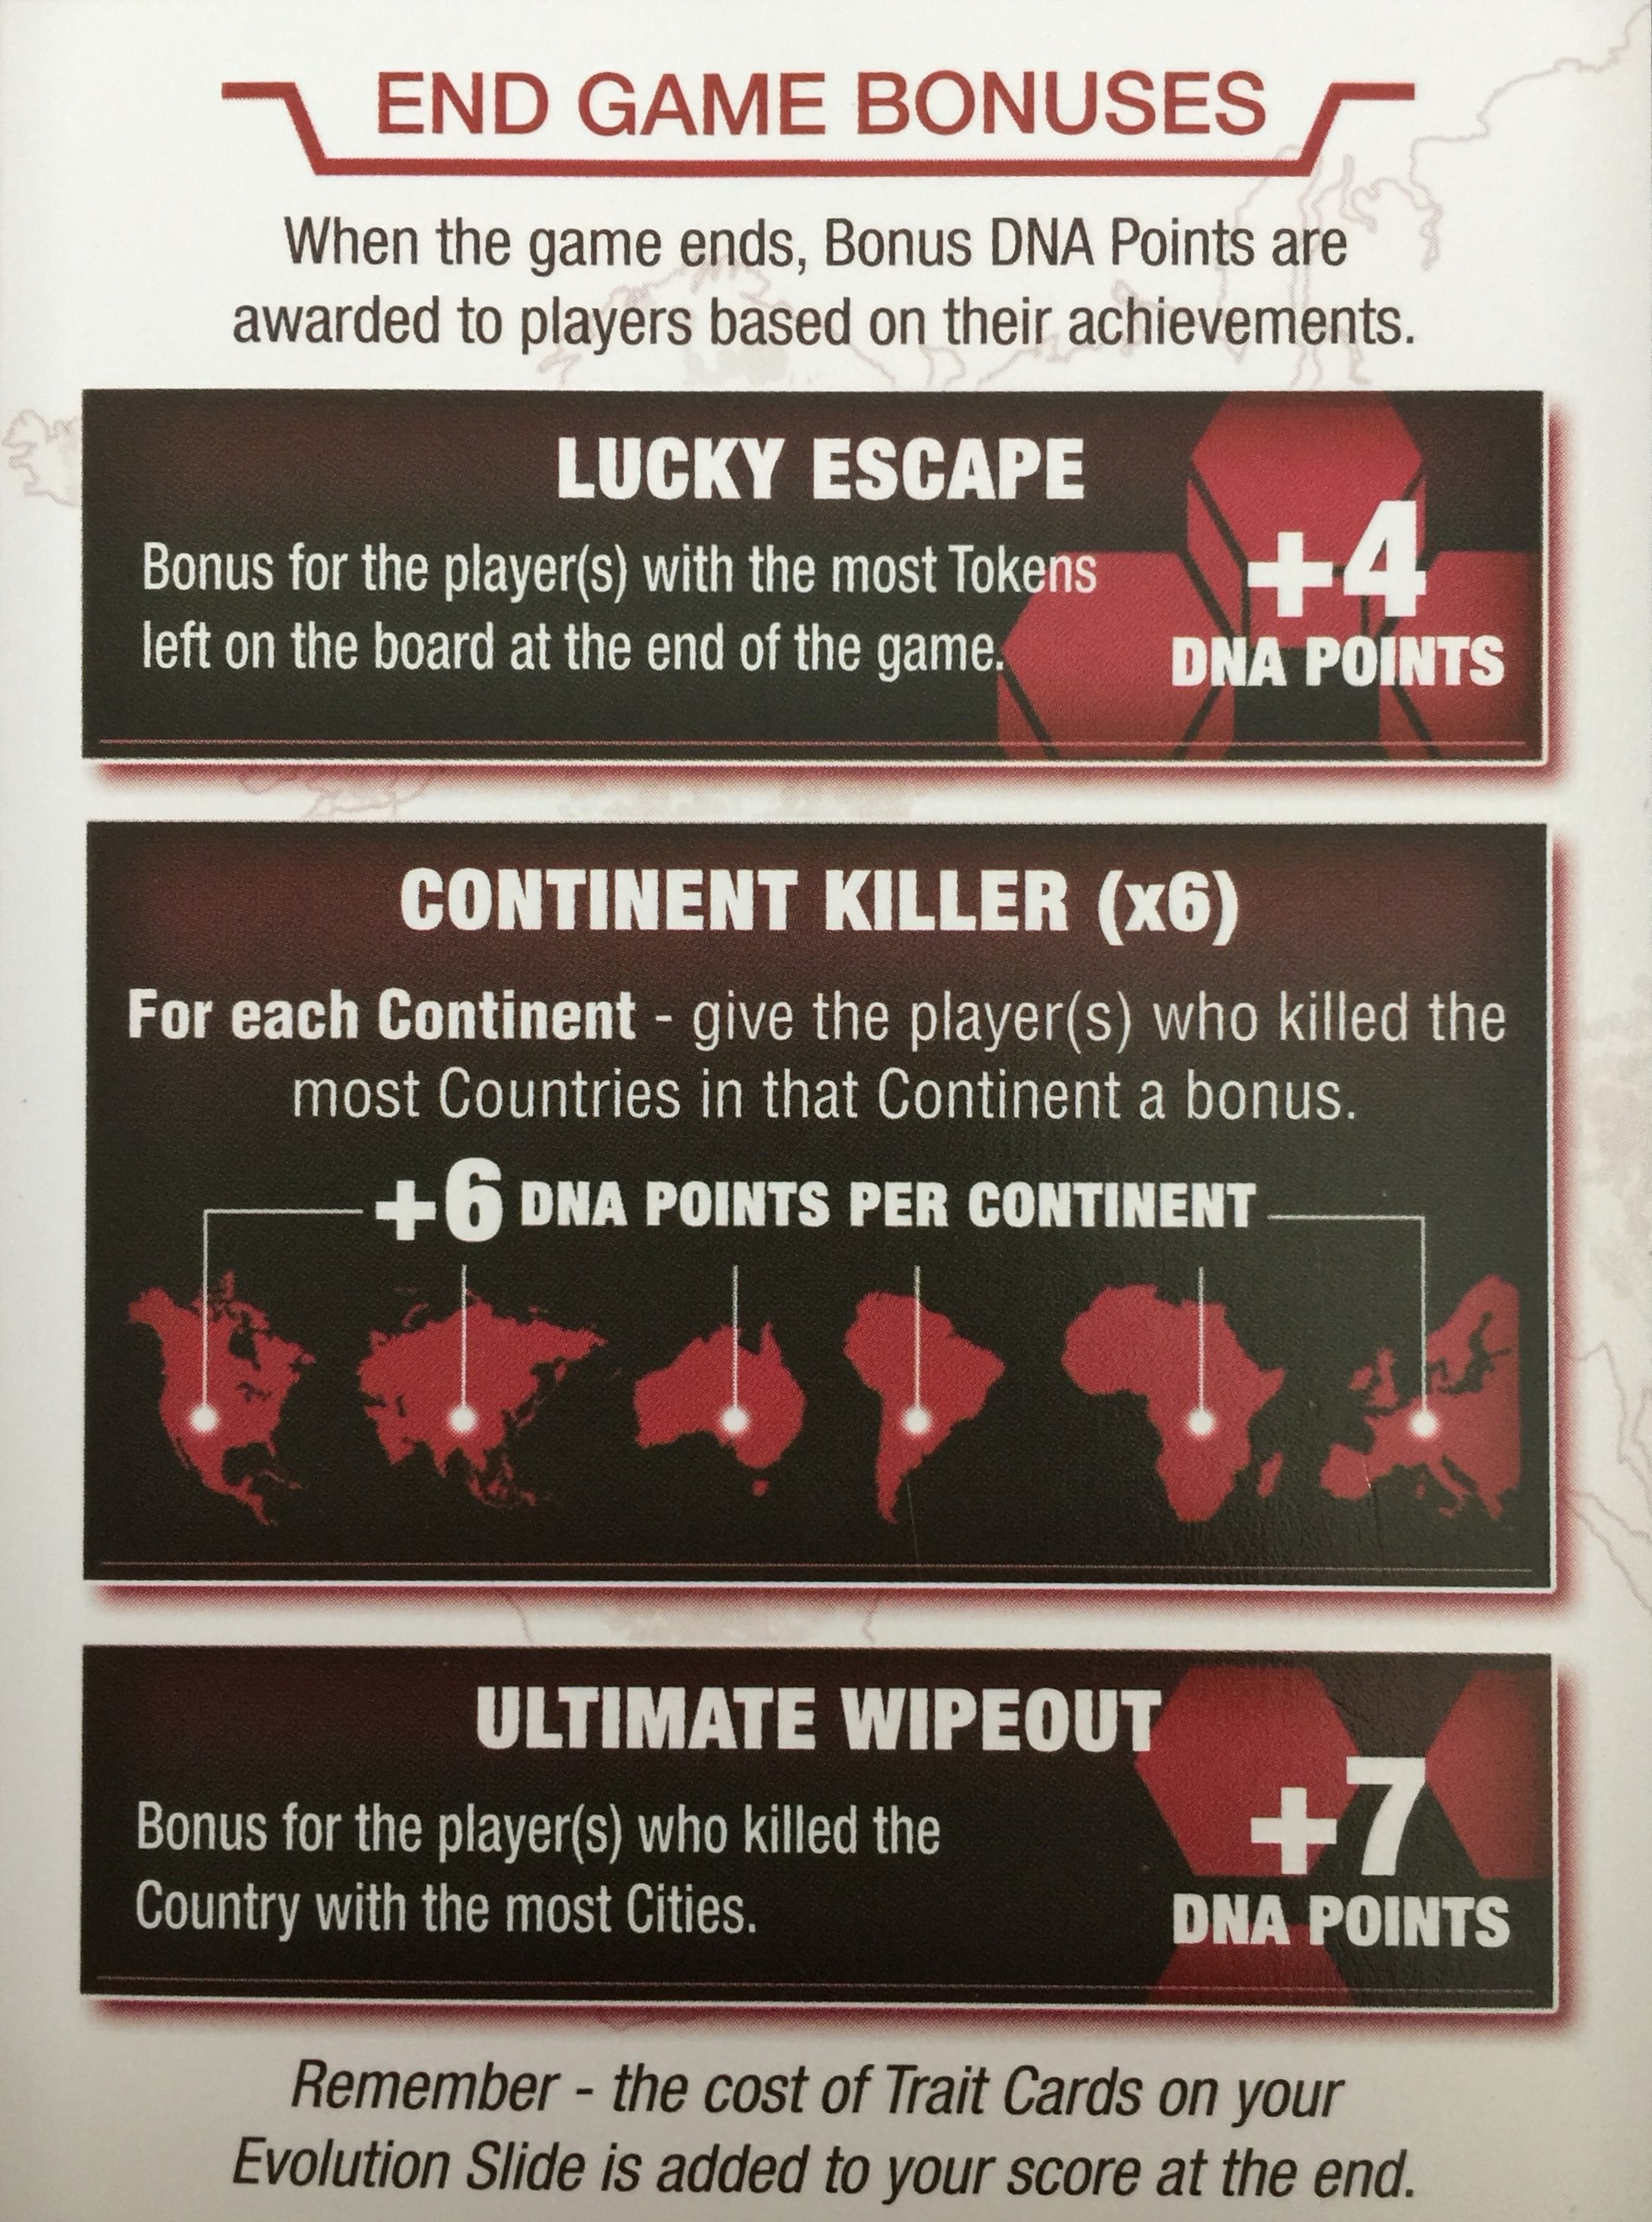 END GAME BONUSES
When the game ends, Bonus DNA Points are
awarded to players based on their achievements.
LUCKY ESCAPE
Bonus for the player(s) with the most Tokens
left on the board at the end of the game.
+4
DNA POINTS
CONTINENT KILLER (x6)
For each Continent - give the player(s) who killed the
most Countries in that Continent a bonus.
+6 DNA POINTS PER CONTINENT
ULTIMATE WIPEOUT
Bonus for the player(s) who killed the
Country with the most Cities.
+7
DNA POINTS
Remember - the cost of Trait Cards on your
Evolution Slide is added to your score at the end.